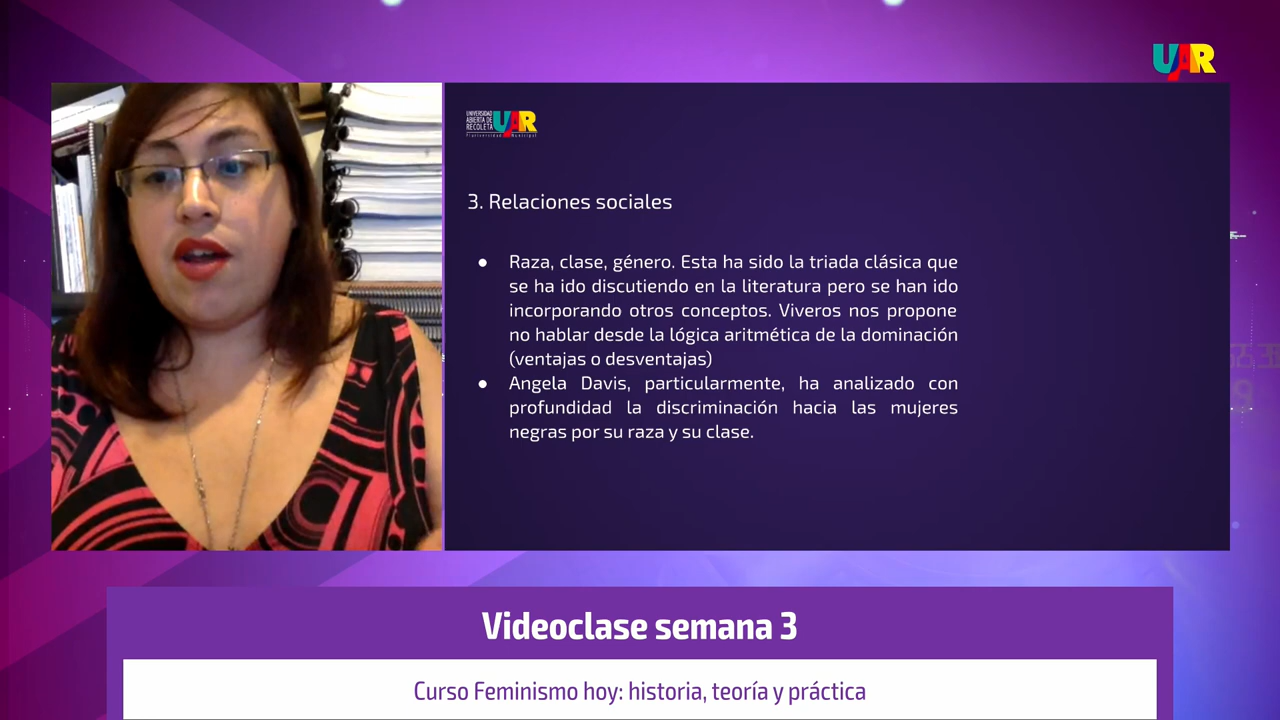 UAR
UNIVERSIDAD
ABIERTA DE
RECOLETA
UAR
3. Relaciones sociales
● Raza, clase, género. Esta ha sido la triada clásica que
se ha ido discutiendo en la literatura pero se han ido
incorporando otros conceptos. Viveros nos propone
no hablar desde la lógica aritmética de la dominación
(ventajas o desventajas)
● Angela Davis, particularmente, ha analizado con
profundidad la discriminación hacia las mujeres
negras por su raza y su clase.
Videoclase semana 3
Curso Feminismo hoy: historia, teoría y práctica